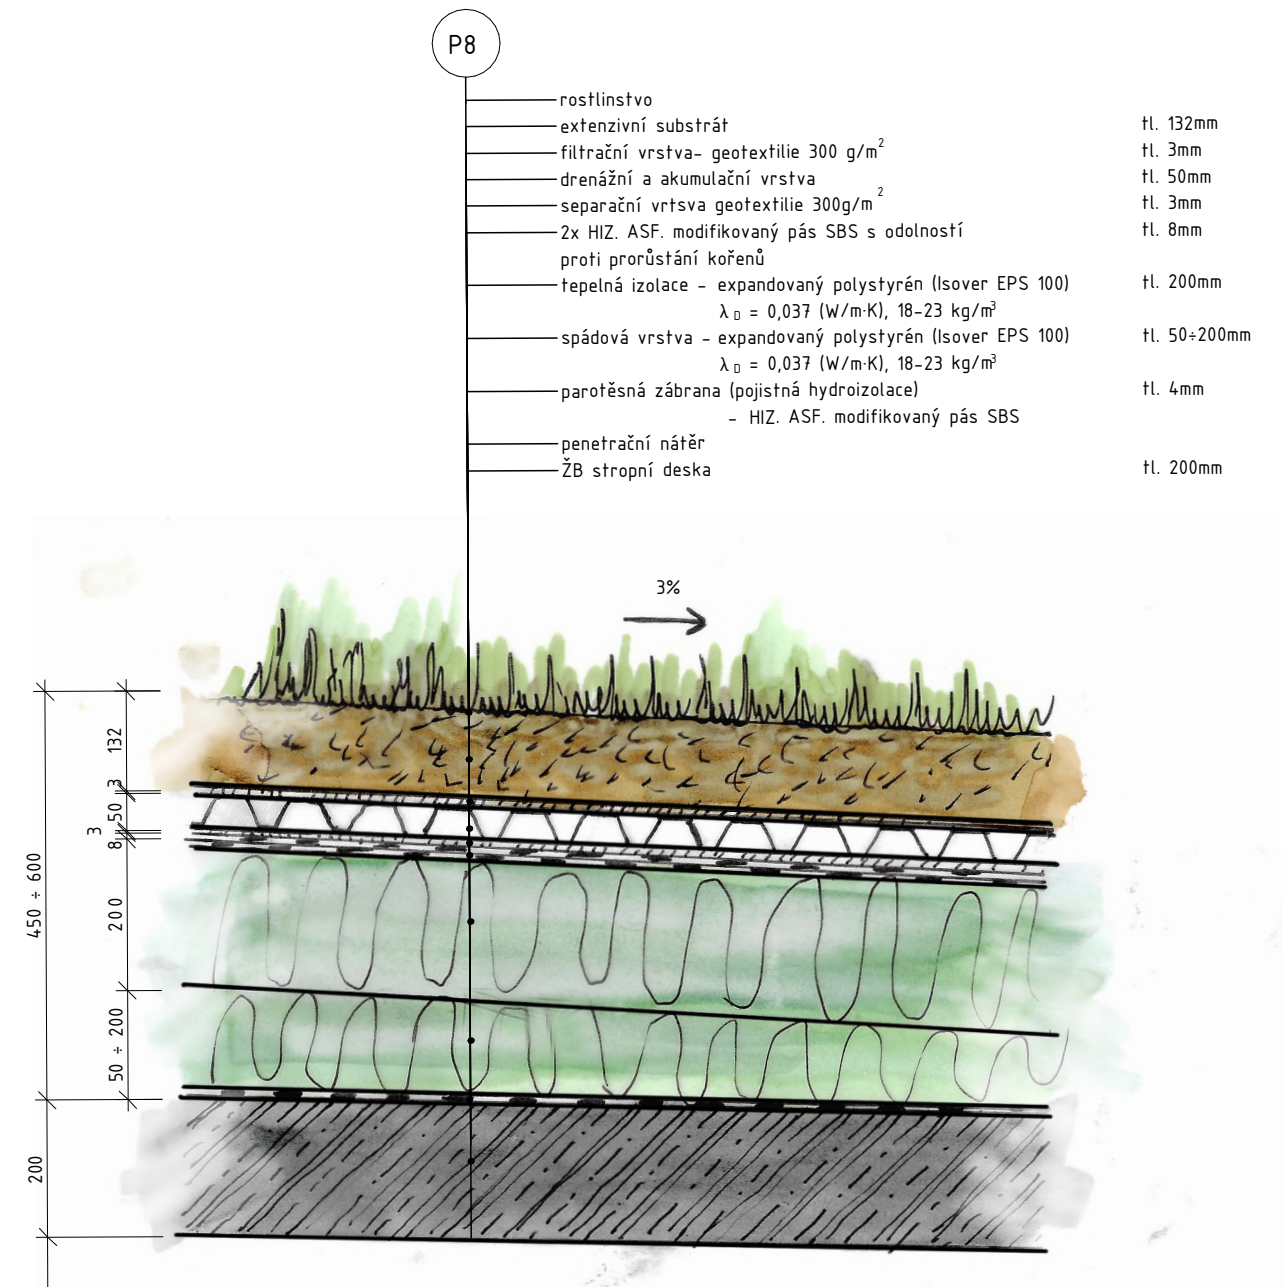 P8
rostlinstvo
extenzivní substrát tl. 132mm
filtrační vrstva- geotextilie 300 g/m² tl. 3mm
drenážní a akumulační vrstva tl. 50mm
separační vrtsva geotextilie 300g/m² tl. 3mm
2x HIZ. ASF. modifikovaný pás SBS s odolností tl. 8mm
proti prorůstání kořenů
tepelná izolace - expandovaný polystyrén (Isover EPS 100) tl. 200mm
λ▯ = 0,037 (W/m·K), 18-23 kg/m³
spádová vrstva - expandovaný polystyrén (Isover EPS 100) tl. 50÷200mm
λ▯ = 0,037 (W/m·K), 18-23 kg/m³
parotěsná zábrana (pojistná hydroizolace) tl. 4mm
- HIZ. ASF. modifikovaný pás SBS
penetrační nátěr
ŽB stropní deska tl. 200mm
3%
132
3
50
3
8
450 ÷ 600
200
50 ÷ 200
200